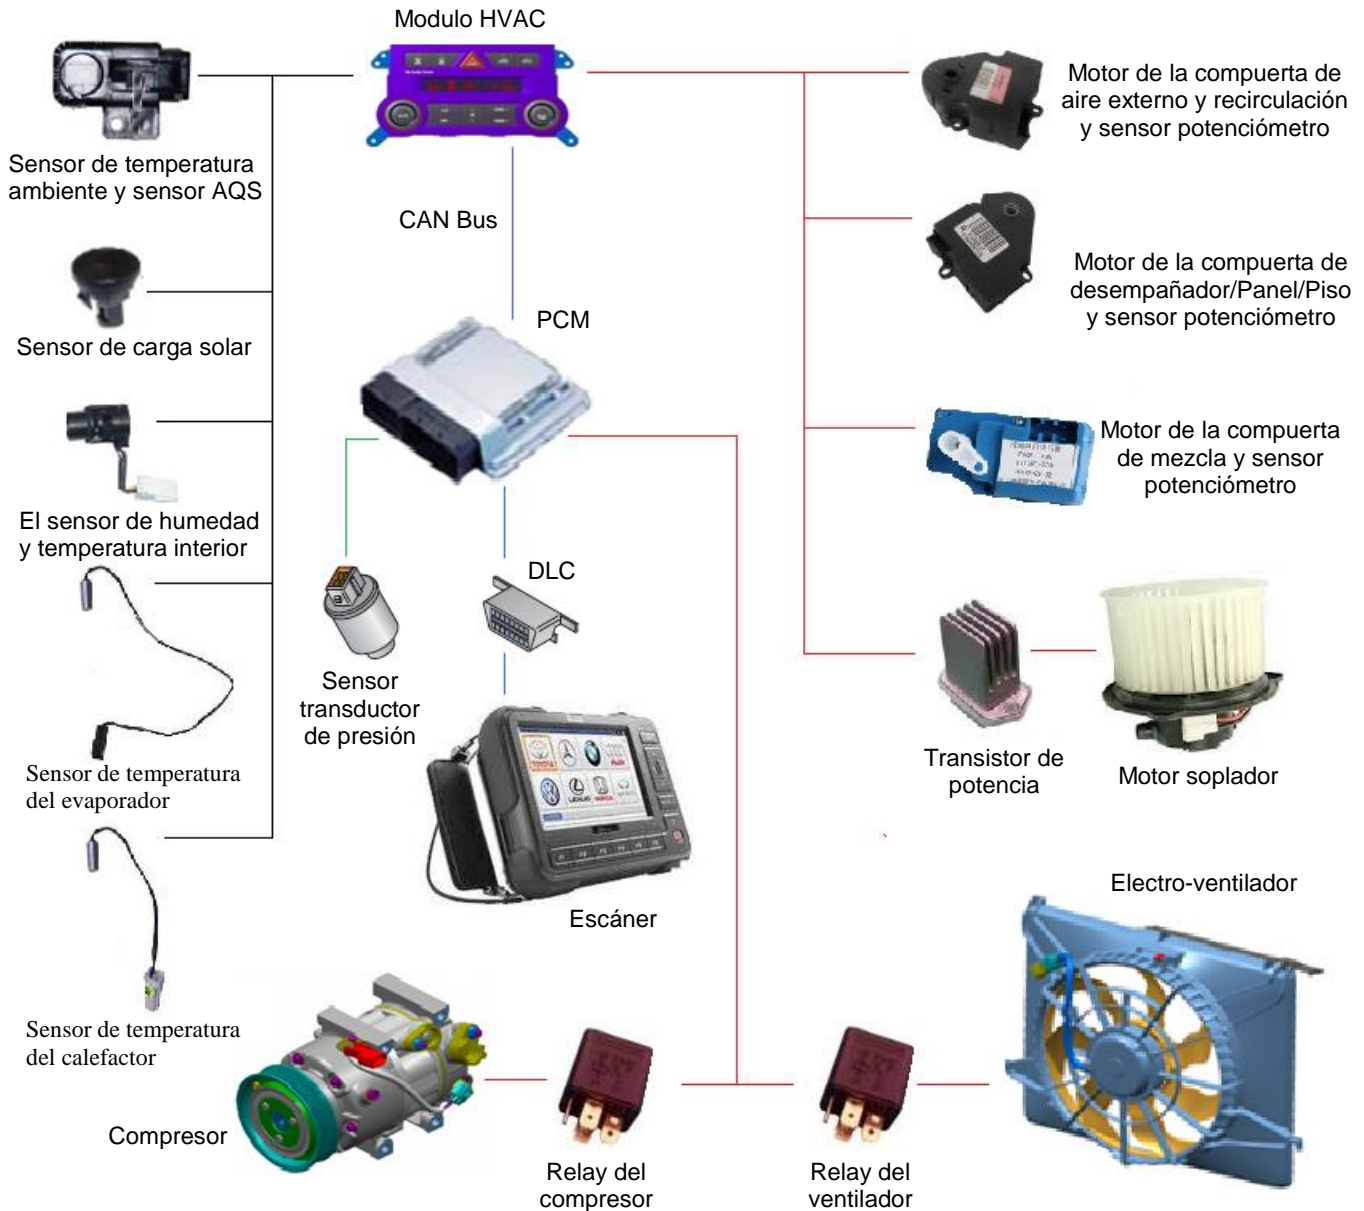 Modulo HVAC
Sensor de temperatura
ambiente y sensor AQS
Motor de la compuerta de
aire externo y recirculación
y sensor potenciómetro
CAN Bus
Sensor de carga solar
Motor de la compuerta de
desempañador/Panel/Piso
y sensor potenciómetro
PCM
El sensor de humedad
y temperatura interior
Motor de la compuerta
de mezcla y sensor
potenciómetro
DLC
Sensor
transductor
de presión
Sensor de temperatura
del evaporador
Transistor de
potencia
Motor soplador
TOYOTA
Audi
LEXUS
Escáner
Electro-ventilador
Sensor de temperatura
del calefactor
Compresor
Relay del
compresor
Relay del
ventilador